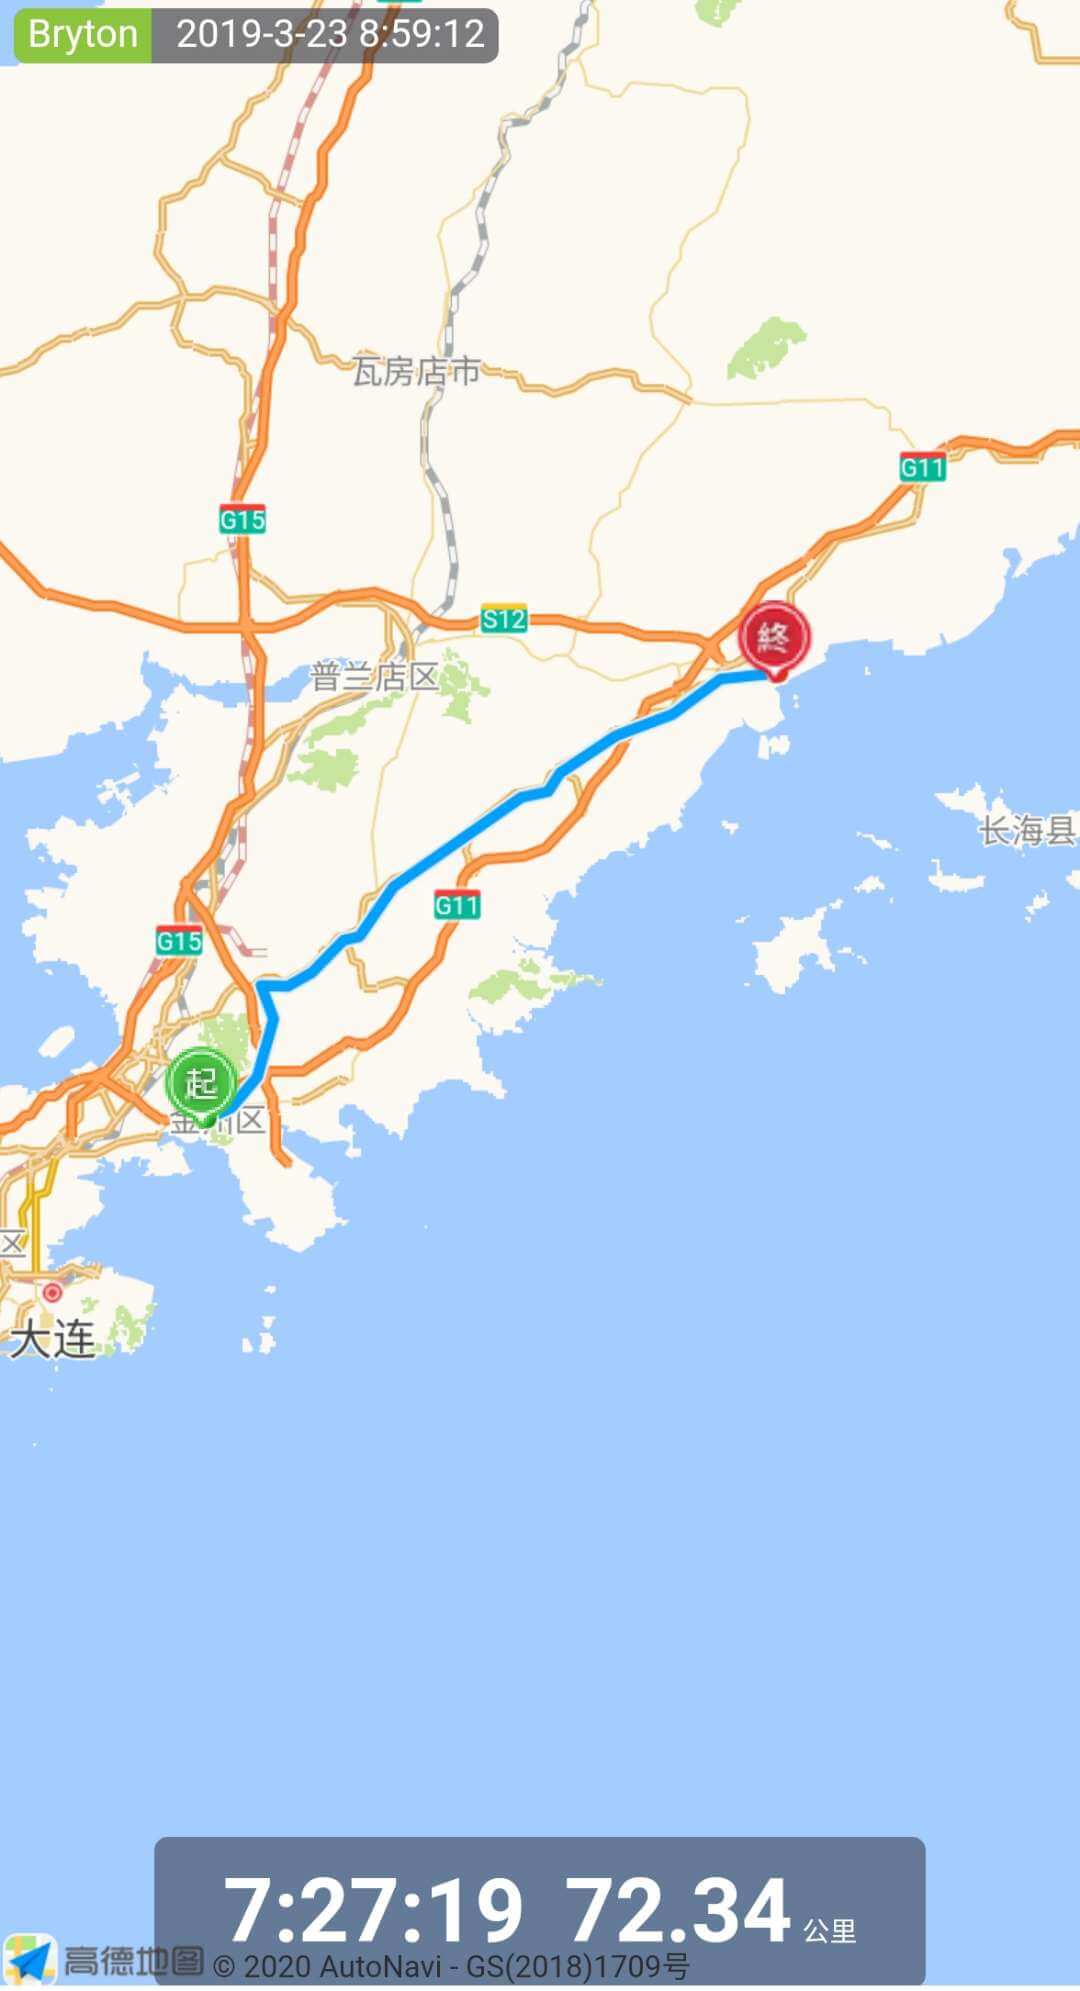 Bryton 2019-3-23 8:59:12
瓦房店市
G11
G15
S12
終
普兰店区
长海县
G11
G15
起
金州区
区
大连
7:27:19 72.34 公里
高德地图 © 2020 AutoNavi - GS(2018)1709号